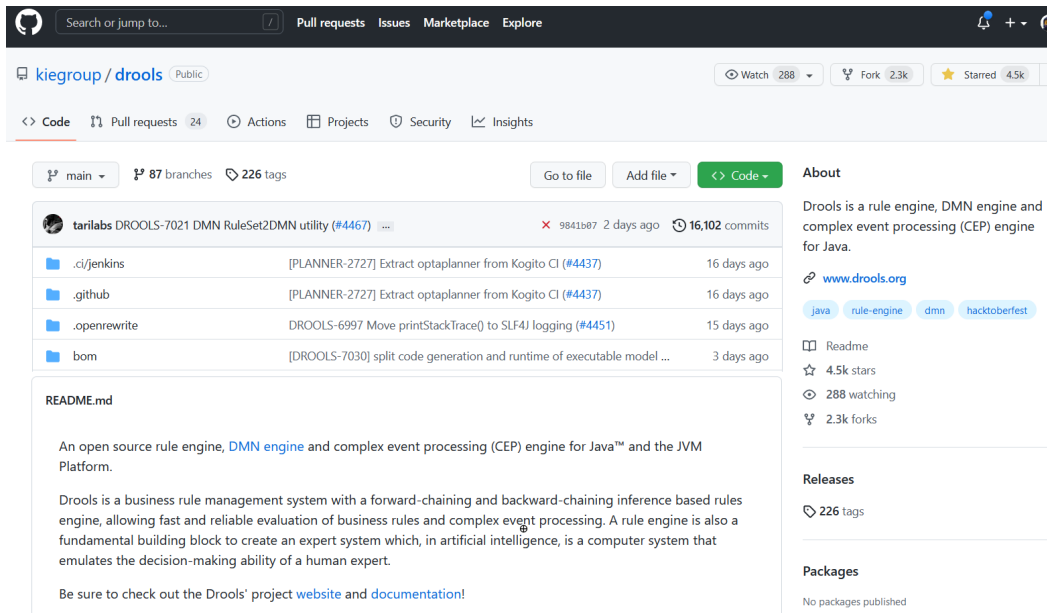 Search or jump to... /
Pull requests Issues Marketplace Explore
kiegroup / drools Public
Watch 288
Fork 2.3k
Starred 4.5k
<> Code
Pull requests 24
Actions
Projects
Security
Insights
main
87 branches
226 tags
Go to file
Add file
<> Code
tarilabs DROOLS-7021 DMN RuleSet2DMN utility (#4467) ...
9841b07 2 days ago 16,102 commits
.ci/jenkins [PLANNER-2727] Extract optaplanner from Kogito CI (#4437) 16 days ago
.github [PLANNER-2727] Extract optaplanner from Kogito CI (#4437) 16 days ago
.openrewrite DROOLS-6997 Move printStackTrace() to SLF4J logging (#4451) 15 days ago
bom [DROOLS-7030] split code generation and runtime of executable model ... 3 days ago
README.md
An open source rule engine, DMN engine and complex event processing (CEP) engine for Java™ and the JVM
Platform.
Drools is a business rule management system with a forward-chaining and backward-chaining inference based rules
engine, allowing fast and reliable evaluation of business rules and complex event processing. A rule engine is also a
fundamental building block to create an expert system which, in artificial intelligence, is a computer system that
emulates the decision-making ability of a human expert.
Be sure to check out the Drools' project website and documentation!
About
Drools is a rule engine, DMN engine and
complex event processing (CEP) engine
for Java.
www.drools.org
java rule-engine dmn hacktoberfest
Readme
4.5k stars
288 watching
2.3k forks
Releases
226 tags
Packages
No packages published